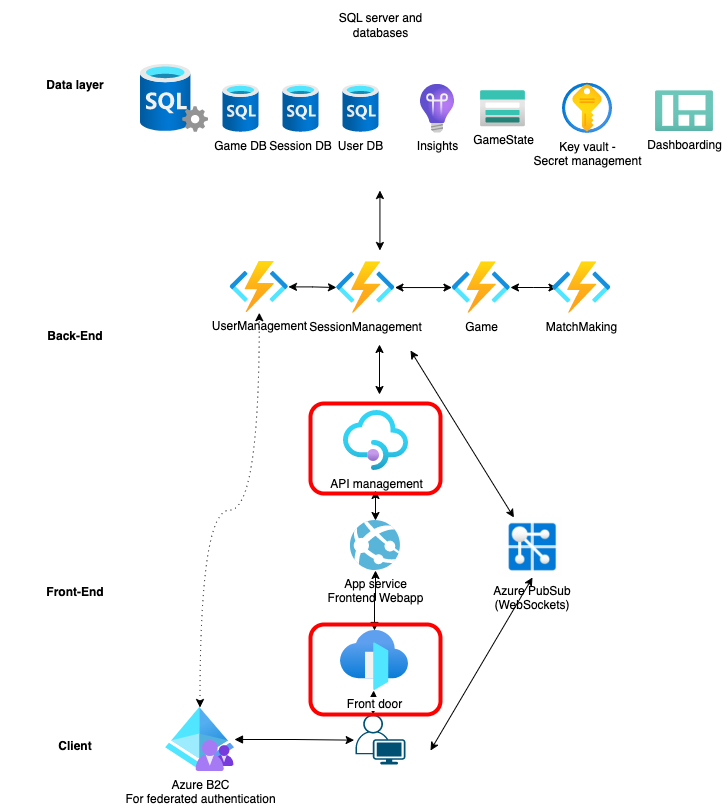 SQL server and
databases
Data layer
SQL
SQL
SQL
SQL
Game DB
Session DB
User DB
Insights
GameState
Key vault -
Secret management
Dashboarding
UserManagement
SessionManagement
Game
MatchMaking
Back-End
API management
App service
Frontend Webapp
Azure PubSub
(WebSockets)
Front-End
Front door
Client
Azure B2C
For federated authentication